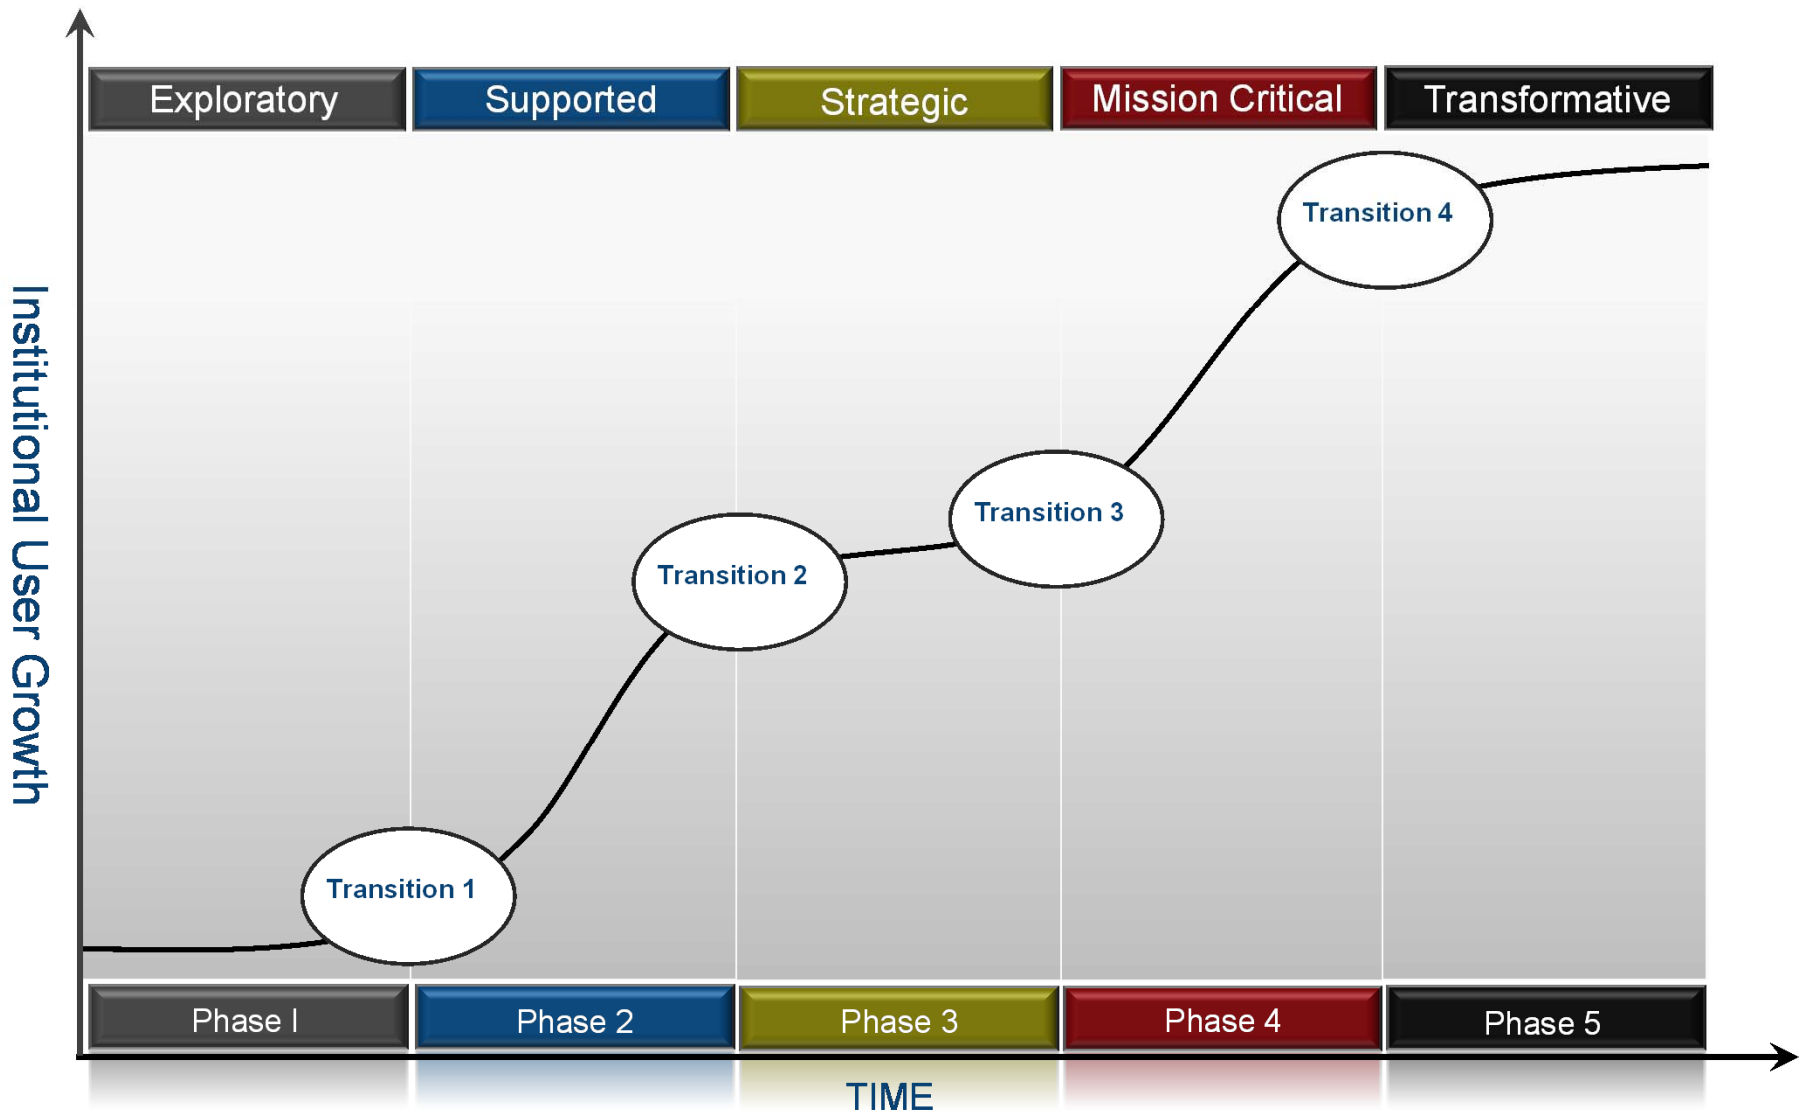 Exploratory
Supported
Strategic
Mission Critical
Transformative
Transition 4
Transition 3
Transition 2
Transition 1
Institutional User Growth
Phase I
Phase 2
Phase 3
Phase 4
Phase 5
TIME